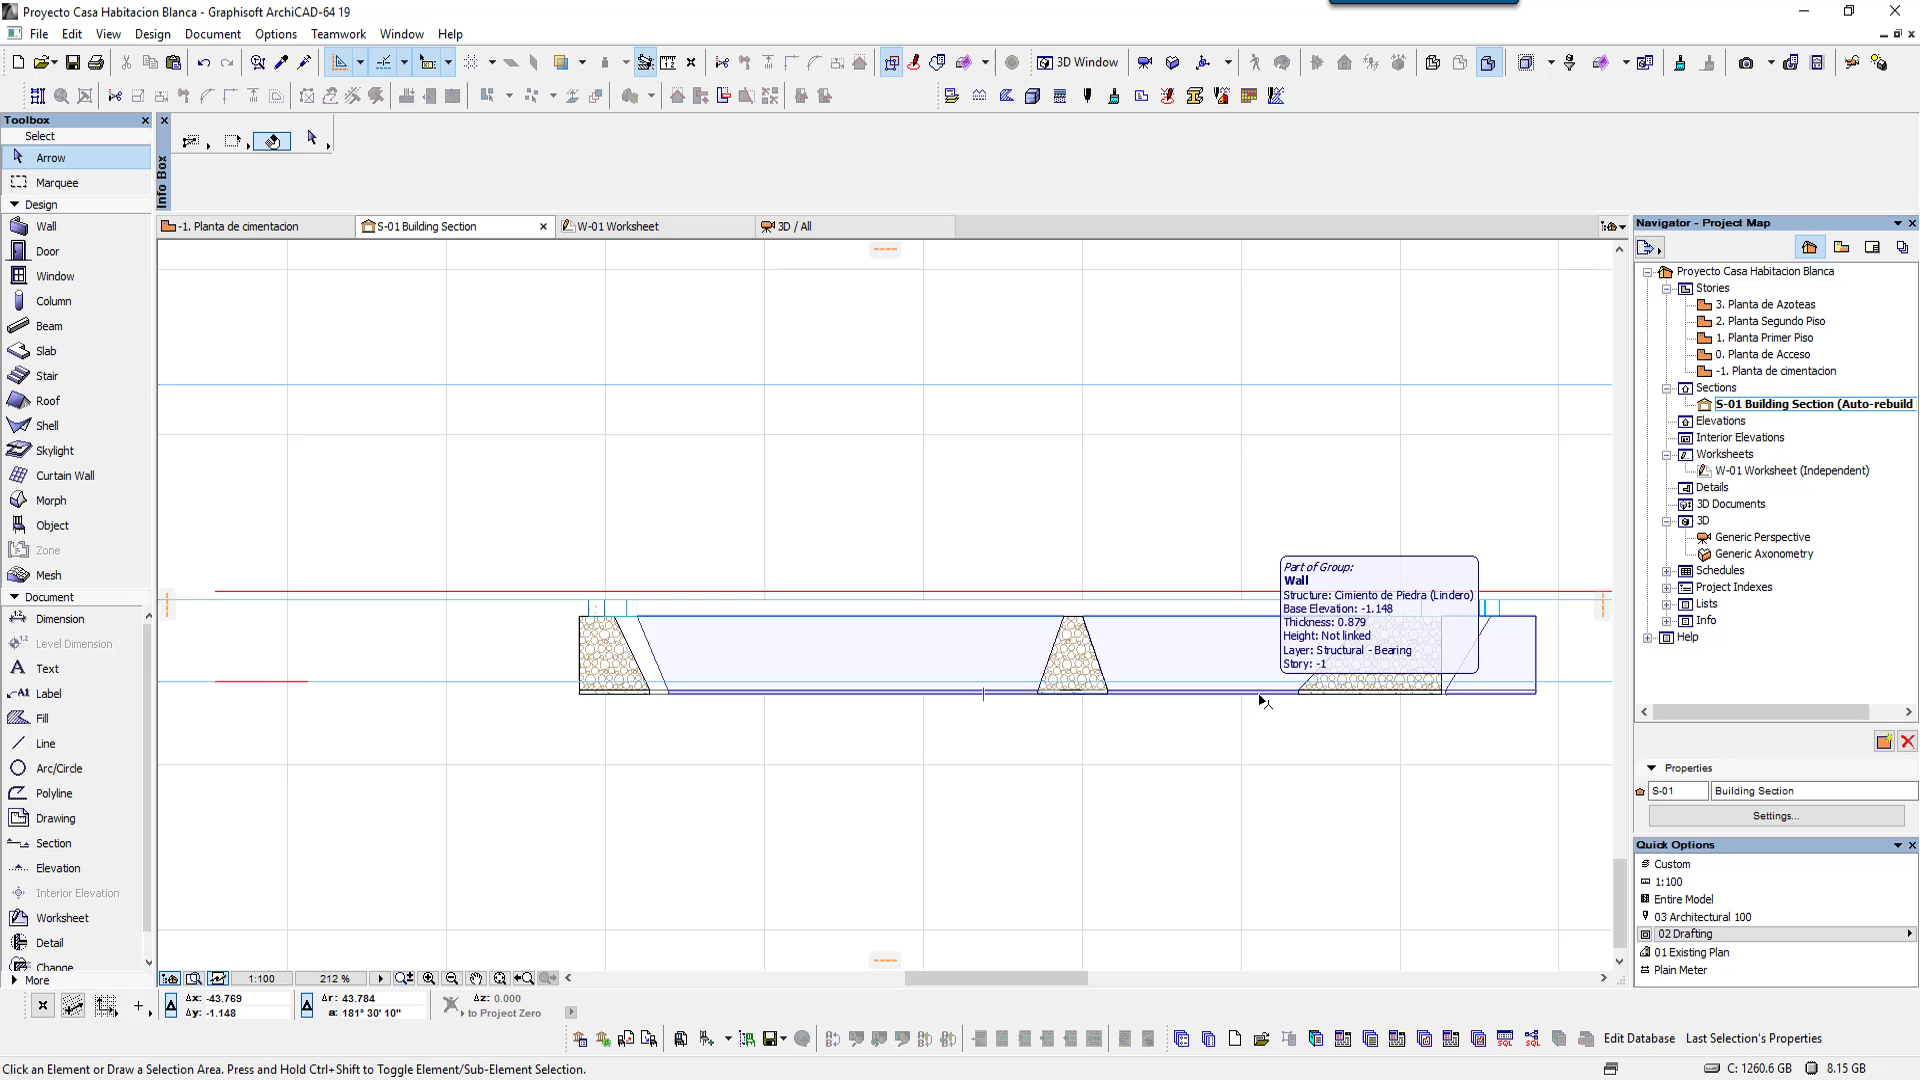 Proyecto Casa Habitacion Blanca - Graphisoft ArchiCAD-64 19
File Edit View Design Document Options Teamwork Window Help
3D Window
Toolbox
Select
Arrow
Marquee
Design
Wall
Door
Window
Column
Beam
Slab
Stair
Roof
Shell
Skylight
Curtain Wall
Morph
Object
Zone
Mesh
Document
Dimension
Level Dimension
Text
Label
Fill
Line
Arc/Circle
Polyline
Drawing
Section
Elevation
Interior Elevation
Worksheet
Detail
Change
More
Info Box
-1. Planta de cimentacion
S-01 Building Section
W-01 Worksheet
3D / All
Part of Group:
Wall
Structure: Cimiento de Piedra (Lindero)
Base Elevation: -1.148
Thickness: 0.879
Height: Not linked
Layer: Structural - Bearing
Story: -1
Navigator - Project Map
Proyecto Casa Habitacion Blanca
Stories
3. Planta de Azoteas
2. Planta Segundo Piso
1. Planta Primer Piso
0. Planta de Acceso
-1. Planta de cimentacion
Sections
S-01 Building Section (Auto-rebuild
Elevations
Interior Elevations
Worksheets
W-01 Worksheet (Independent)
Details
3D Documents
3D
Generic Perspective
Generic Axonometry
Schedules
Project Indexes
Lists
Info
Help
Properties
S-01 Building Section
Settings...
Quick Options
Custom
1:100
Entire Model
03 Architectural 100
02 Drafting
01 Existing Plan
Plain Meter
1:100 212 %
Δx: -43.769
Δy: -1.148
Δr: 43.784
a: 181° 30' 10"
Δz: 0.000
to Project Zero
Edit Database Last Selection's Properties
Click an Element or Draw a Selection Area. Press and Hold Ctrl+Shift to Toggle Element/Sub-Element Selection.
C: 1260.6 GB 8.15 GB